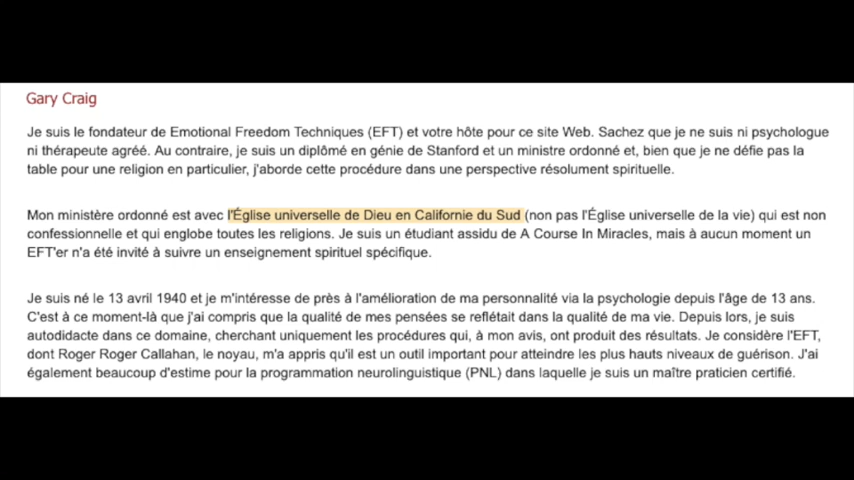 Gary Craig
Je suis le fondateur de Emotional Freedom Techniques (EFT) et votre hôte pour ce site Web. Sachez que je ne suis ni psychologue
ni thérapeute agréé. Au contraire, je suis un diplômé en génie de Stanford et un ministre ordonné et, bien que je ne défie pas la
table pour une religion en particulier, j'aborde cette procédure dans une perspective résolument spirituelle.
Mon ministère ordonné est avec l'Église universelle de Dieu en Californie du Sud (non pas l'Église universelle de la vie) qui est non
confessionnelle et qui englobe toutes les religions. Je suis un étudiant assidu de A Course In Miracles, mais à aucun moment un
EFT'er n'a été invité à suivre un enseignement spirituel spécifique.
Je suis né le 13 avril 1940 et je m'intéresse de près à l'amélioration de ma personnalité via la psychologie depuis l'âge de 13 ans.
C'est à ce moment-là que j'ai compris que la qualité de mes pensées se reflétait dans la qualité de ma vie. Depuis lors, je suis
autodidacte dans ce domaine, cherchant uniquement les procédures qui, à mon avis, ont produit des résultats. Je considère l'EFT,
dont Roger Roger Callahan, le noyau, m'a appris qu'il est un outil important pour atteindre les plus hauts niveaux de guérison. J'ai
également beaucoup d'estime pour la programmation neurolinguistique (PNL) dans laquelle je suis un maître praticien certifié.